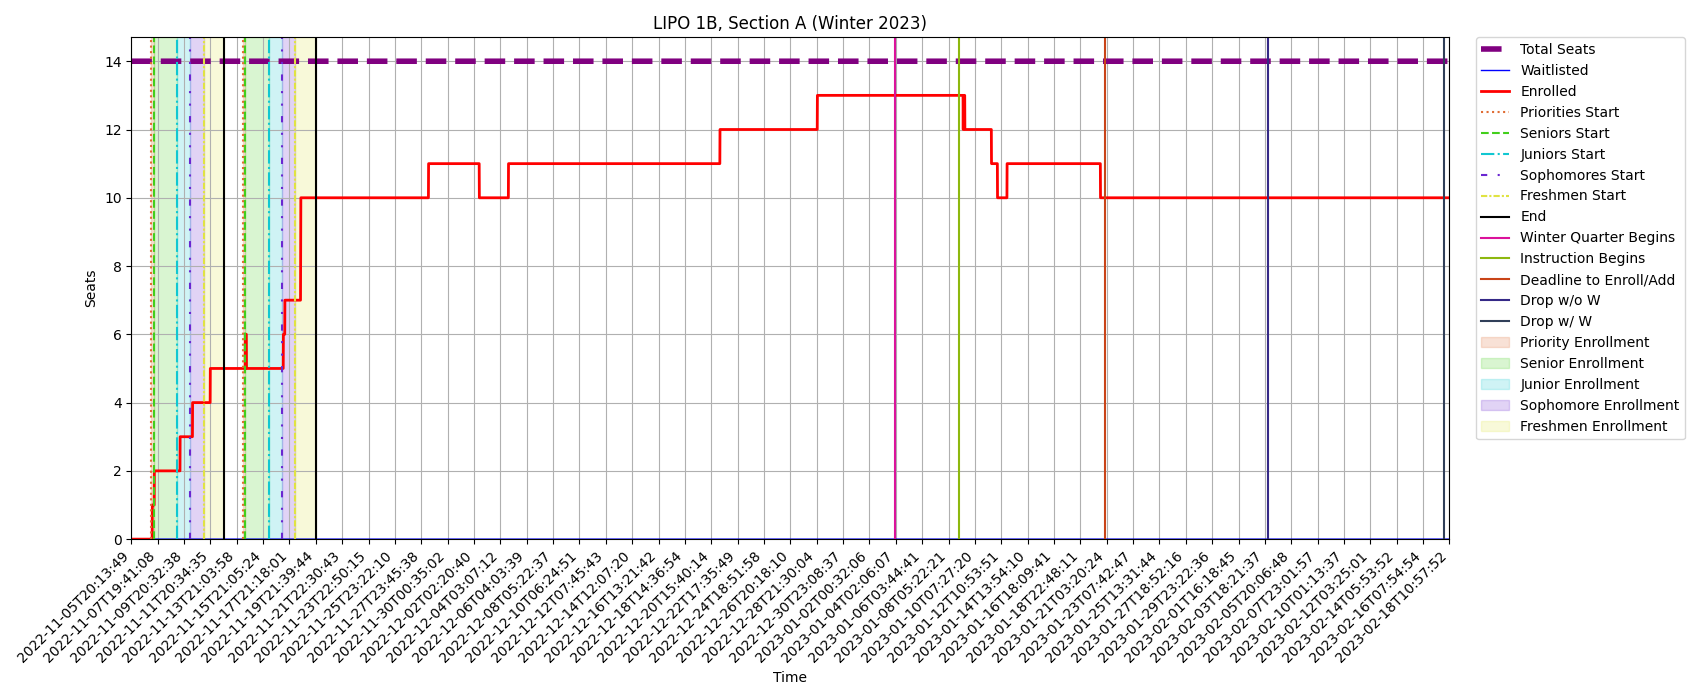 LIPO 1B, Section A (Winter 2023)
14
12
10
8
6
4
2
0
Seats
2022-11-05T20:13:49
2022-11-07T19:41:08
2022-11-09T20:32:38
2022-11-11T20:34:35
2022-11-13T21:03:58
2022-11-15T21:05:24
2022-11-17T21:18:01
2022-11-19T21:39:44
2022-11-21T22:30:43
2022-11-23T22:50:15
2022-11-25T23:22:10
2022-11-27T23:45:38
2022-11-30T00:35:02
2022-12-02T02:20:40
2022-12-04T03:07:12
2022-12-06T04:03:39
2022-12-08T05:22:37
2022-12-10T06:24:51
2022-12-12T07:45:43
2022-12-14T12:07:20
2022-12-16T13:21:42
2022-12-18T14:36:54
2022-12-20T15:40:14
2022-12-22T17:35:49
2022-12-24T18:51:58
2022-12-26T20:18:10
2022-12-28T21:30:04
2022-12-30T23:08:37
2023-01-02T00:32:06
2023-01-04T02:06:07
2023-01-06T03:44:41
2023-01-08T05:22:21
2023-01-10T07:27:20
2023-01-12T10:53:51
2023-01-14T13:54:10
2023-01-16T18:09:41
2023-01-18T22:48:11
2023-01-21T03:20:24
2023-01-23T07:42:47
2023-01-25T13:31:44
2023-01-27T18:52:16
2023-01-29T23:22:36
2023-02-01T16:18:45
2023-02-03T18:21:37
2023-02-05T20:06:48
2023-02-07T23:01:57
2023-02-10T01:13:37
2023-02-12T03:25:01
2023-02-14T05:53:52
2023-02-16T07:54:54
2023-02-18T10:57:52
Time
Total Seats
Waitlisted
Enrolled
Priorities Start
Seniors Start
Juniors Start
Sophomores Start
Freshmen Start
End
Winter Quarter Begins
Instruction Begins
Deadline to Enroll/Add
Drop w/o W
Drop w/ W
Priority Enrollment
Senior Enrollment
Junior Enrollment
Sophomore Enrollment
Freshmen Enrollment